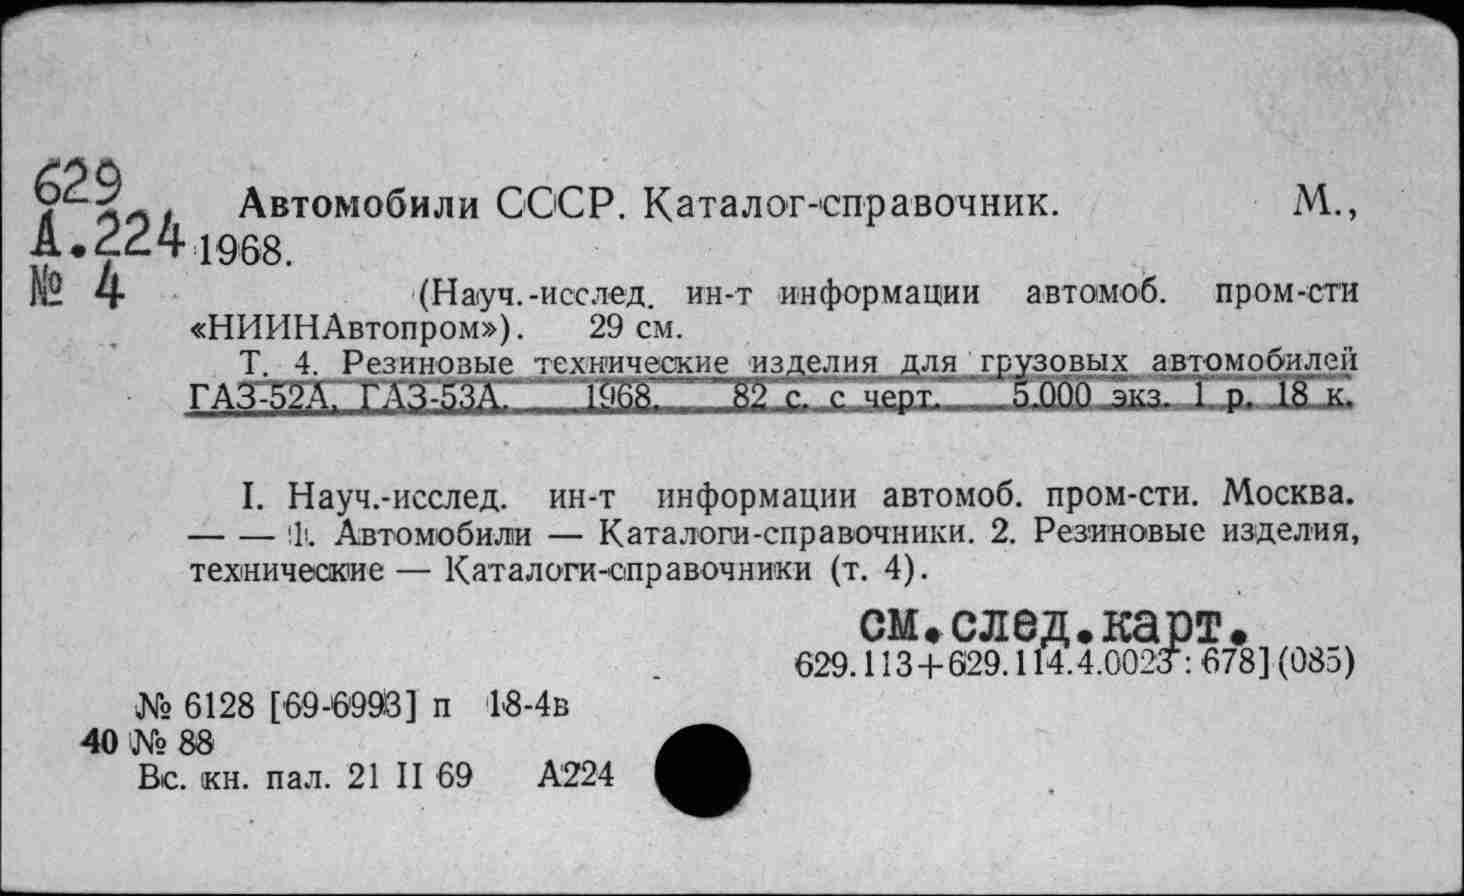 629
А.224
№ 4
Автомобили СССР. Каталог-справочник. М.,
1968.
(Науч.-исслед. ин-т информации автомоб. пром-сти
«НИИНАвтопром»). 29 см.
Т. 4. Резиновые технические изделия для грузовых автомобилей
ГАЗ-52А, ГАЗ-53А. 1968. 82 с. с черт. 5.000 экз. 1 р. 18 к.
I. Науч.-исслед. ин-т информации автомоб. пром-сти. Москва.
— — 1. Автомобили — Каталоги-справочники. 2. Резиновые изделия,
технические — Каталоги-справочники (т. 4).
см.след.карт.
629.113+629.114.4.0023:678](085)
№ 6128 [69-6993] п 18-4в
40 № 88
Вс. кн. пал. 21 II 69 А224